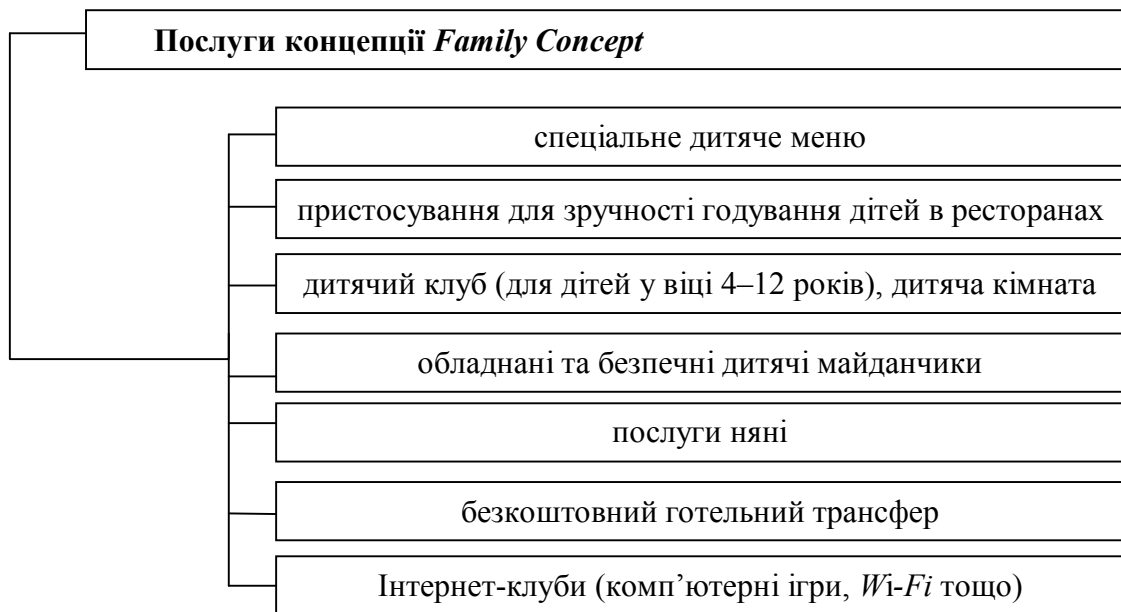 Послуги концепції Family Concept
спеціальне дитяче меню
пристосування для зручності годування дітей в ресторанах
дитячий клуб (для дітей у віці 4–12 років), дитяча кімната
обладнані та безпечні дитячі майданчики
послуги няні
безкоштовний готельний трансфер
Інтернет-клуби (комп’ютерні ігри, Wi-Fi тощо)